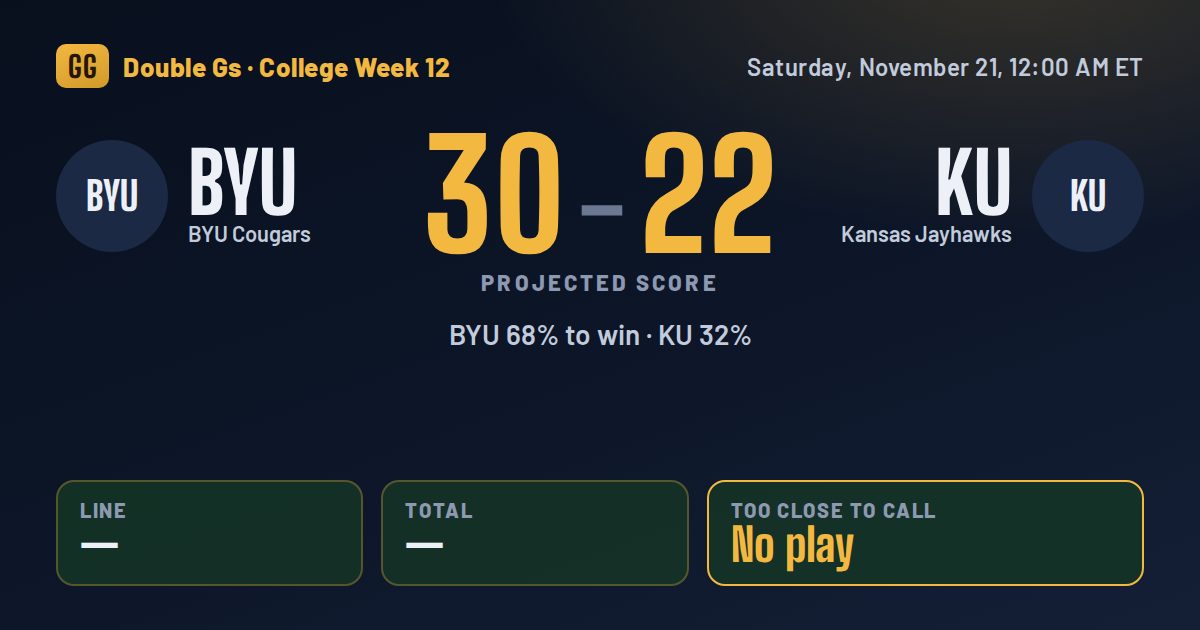 GG
Double Gs · College Week 12
Saturday, November 21, 12:00 AM ET
BYU
BYU
BYU Cougars
30 – 22
PROJECTED SCORE
BYU 68% to win · KU 32%
KU
Kansas Jayhawks
KU
LINE
—
TOTAL
—
TOO CLOSE TO CALL
No play